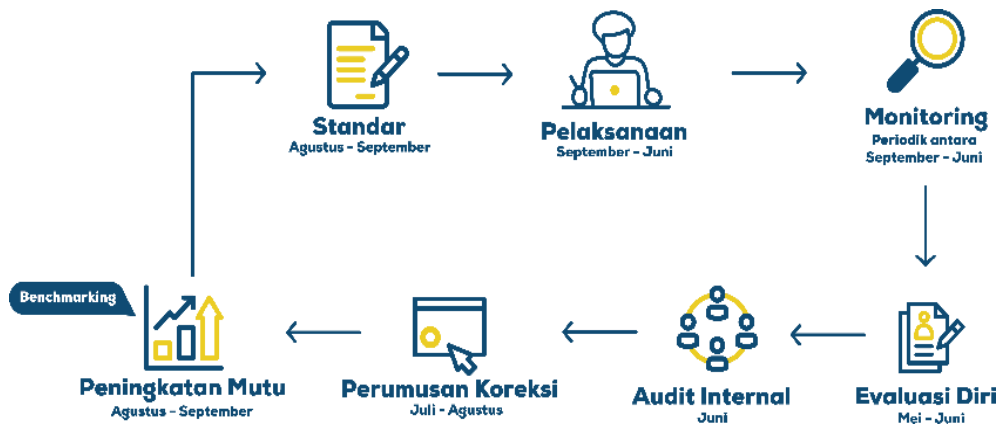 Standar
Agustus - September
Pelaksanaan
September - Juni
Monitoring
Periodik antara
September - Juni
Benchmarking
Peningkatan Mutu
Agustus - September
Perumusan Koreksi
Juli - Agustus
Audit Internal
Juni
Evaluasi Diri
Mei - Juni